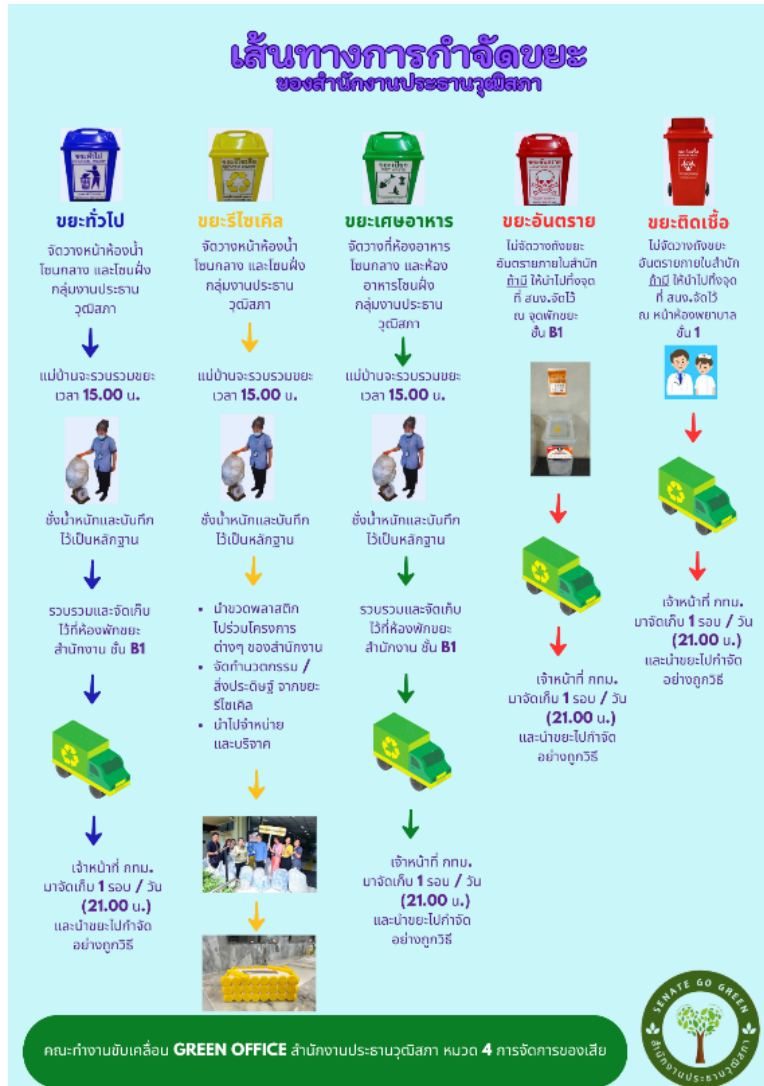 เส้นทางการกำจัดขยะ
ของสำนักงานประธานวุฒิสภา
ขยะทั่วไป
จัดวางหน้าห้องน้ำ
โซนกลาง และโซนฝั่ง
กลุ่มงานประธาน
วุฒิสภา
แม่บ้านจะรวบรวมขยะ
เวลา 15.00 น.
ชั่งน้ำหนักและบันทึก
ไว้เป็นหลักฐาน
รวบรวมและจัดเก็บ
ไว้ที่ห้องพักขยะ
สำนักงาน ชั้น B1
เจ้าหน้าที่ กทม.
มาจัดเก็บ 1 รอบ / วัน
(21.00 น.)
และนำขยะไปกำจัด
อย่างถูกวิธี
ขยะรีไซเคิล
จัดวางหน้าห้องน้ำ
โซนกลาง และโซนฝั่ง
กลุ่มงานประธาน
วุฒิสภา
แม่บ้านจะรวบรวมขยะ
เวลา 15.00 น.
ชั่งน้ำหนักและบันทึก
ไว้เป็นหลักฐาน
• นำขวดพลาสติก
ไปร่วมโครงการ
ต่างๆ ของสำนักงาน
• จัดทำนวตกรรม /
สิ่งประดิษฐ์ จากขยะ
รีไซเคิล
• นำไปจำหน่าย
และบริจาค
ขยะเศษอาหาร
จัดวางที่ห้องอาหาร
โซนกลาง และห้อง
อาหารโซนฝั่ง
กลุ่มงานประธาน
วุฒิสภา
แม่บ้านจะรวบรวมขยะ
เวลา 15.00 น.
ชั่งน้ำหนักและบันทึก
ไว้เป็นหลักฐาน
รวบรวมและจัดเก็บ
ไว้ที่ห้องพักขยะ
สำนักงาน ชั้น B1
เจ้าหน้าที่ กทม.
มาจัดเก็บ 1 รอบ / วัน
(21.00 น.)
และนำขยะไปกำจัด
อย่างถูกวิธี
ขยะอันตราย
ไม่จัดวางถังขยะ
อันตรายภายในสำนัก
ถ้ามี ให้นำไปทิ้งจุด
ที่ สนง.จัดไว้
ณ จุดพักขยะ
ชั้น B1
เจ้าหน้าที่ กทม.
มาจัดเก็บ 1 รอบ / วัน
(21.00 น.)
และนำขยะไปกำจัด
อย่างถูกวิธี
ขยะติดเชื้อ
ไม่จัดวางถังขยะ
อันตรายภายในสำนัก
ถ้ามี ให้นำไปทิ้งจุด
ที่ สนง.จัดไว้
ณ หน้าห้องพยาบาล
ชั้น 1
เจ้าหน้าที่ กทม.
มาจัดเก็บ 1 รอบ / วัน
(21.00 น.)
และนำขยะไปกำจัด
อย่างถูกวิธี
คณะทำงานขับเคลื่อน GREEN OFFICE สำนักงานประธานวุฒิสภา หมวด 4 การจัดการของเสีย
SENATE GO GREEN
สำนักงานประธานวุฒิสภา